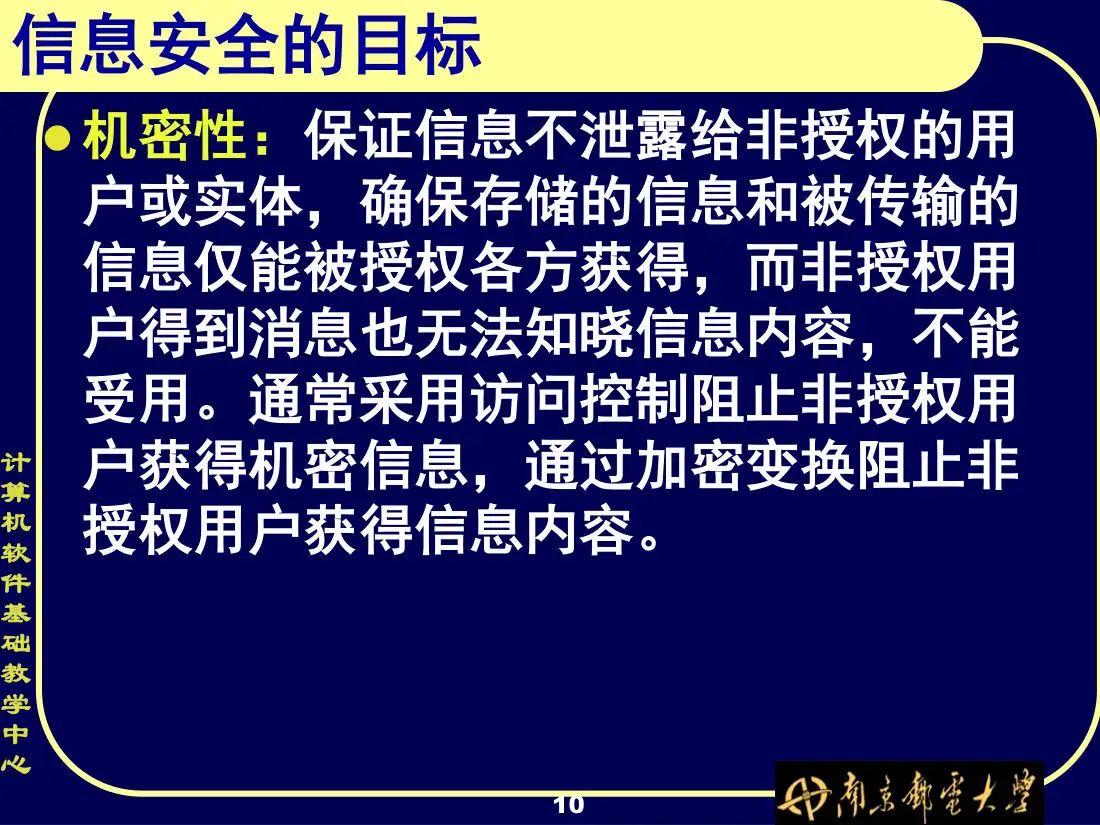 信息安全的目标
●机密性：保证信息不泄露给非授权的用
户或实体，确保存储的信息和被传输的
信息仅能被授权各方获得，而非授权用
户得到消息也无法知晓信息内容，不能
受用。通常采用访问控制阻止非授权用
户获得机密信息，通过加密变换阻止非
授权用户获得信息内容。
计算机软件基础教学中心
10
南京郵電大學